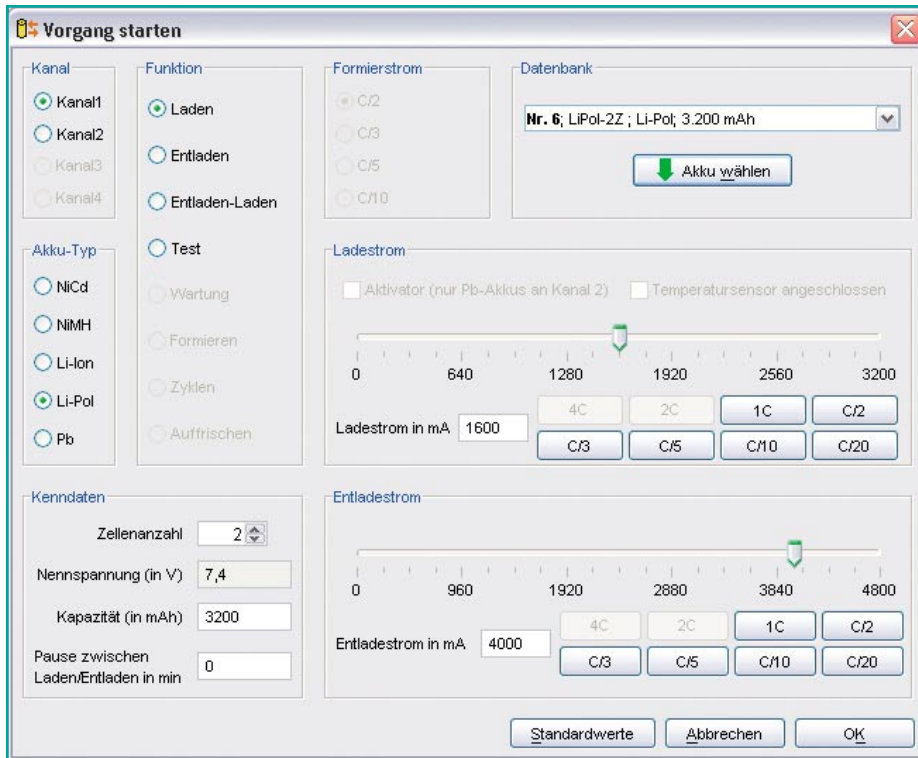 Vorgang starten
Kanal
Kanal1
Kanal2
Kanal3
Kanal4
Funktion
Laden
Entladen
Entladen-Laden
Test
Wartung
Formieren
Zyklen
Auffrischen
Formierstrom
C/2
C/3
C/5
C/10
Datenbank
Nr. 6; LiPol-2Z ; Li-Pol; 3.200 mAh
Akku wählen
Akku-Typ
NiCd
NiMH
Li-Ion
Li-Pol
Pb
Ladestrom
Aktivator (nur Pb-Akkus an Kanal 2) Temperatursensor angeschlossen
0 640 1280 1920 2560 3200
Ladestrom in mA 1600
4C 2C 1C C/2
C/3 C/5 C/10 C/20
Kenndaten
Zellenanzahl 2
Nennspannung (in V) 7,4
Kapazität (in mAh) 3200
Pause zwischen
Laden/Entladen in min 0
Entladestrom
0 960 1920 2880 3840 4800
Entladestrom in mA 4000
4C 2C 1C C/2
C/3 C/5 C/10 C/20
Standardwerte Abbrechen OK